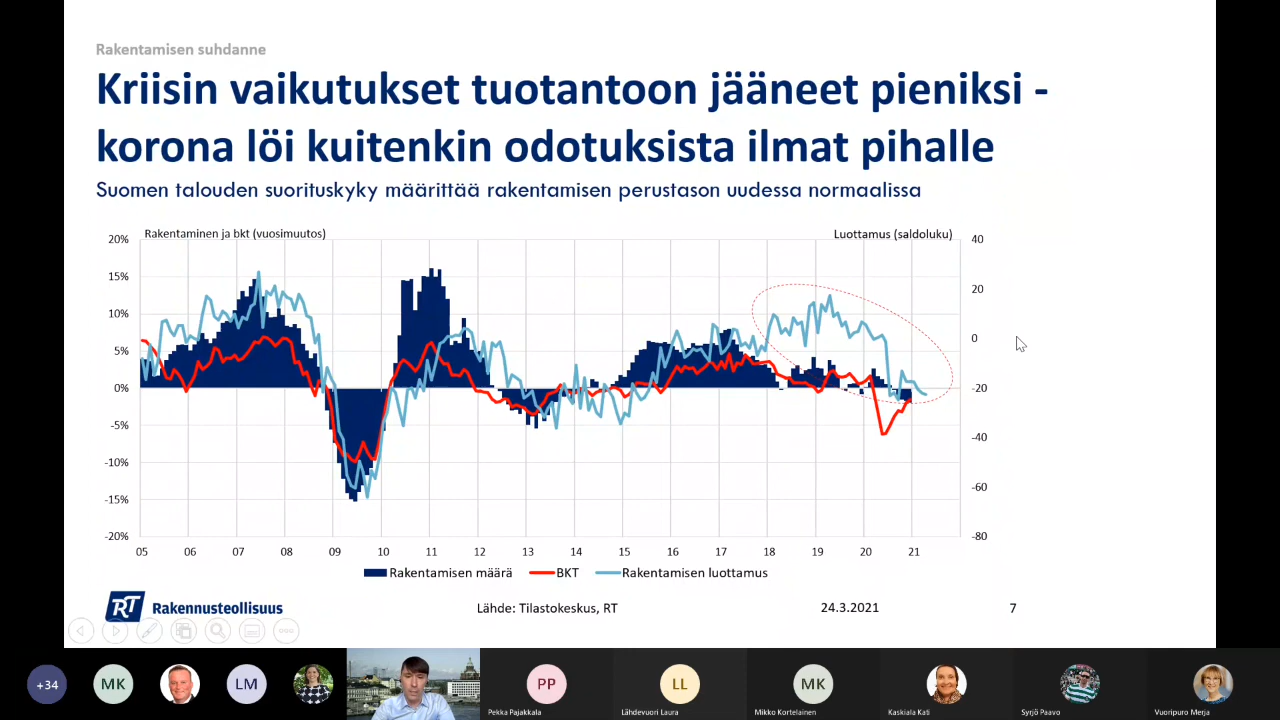 Rakentamisen suhdanne
Kriisin vaikutukset tuotantoon jääneet pieniksi -
korona löi kuitenkin odotuksista ilmat pihalle
Suomen talouden suorituskyky määrittää rakentamisen perustason uudessa normaalissa
Rakentaminen ja bkt (vuosimuutos)
Luottamus (saldoluku)
20%
15%
10%
5%
0%
-5%
-10%
-15%
-20%
40
20
0
-20
-40
-60
-80
05 06 07 08 09 10 11 12 13 14 15 16 17 18 19 20 21
Rakentamisen määrä BKT Rakentamisen luottamus
RT Rakennusteollisuus
Lähde: Tilastokeskus, RT
24.3.2021
7
+34
MK
LM
PP
LL
MK
Pekka Pajakkala
Lähdevuori Laura
Mikko Kortelainen
Kaskiala Kati
Syrjö Paavo
Vuoripuro Merja